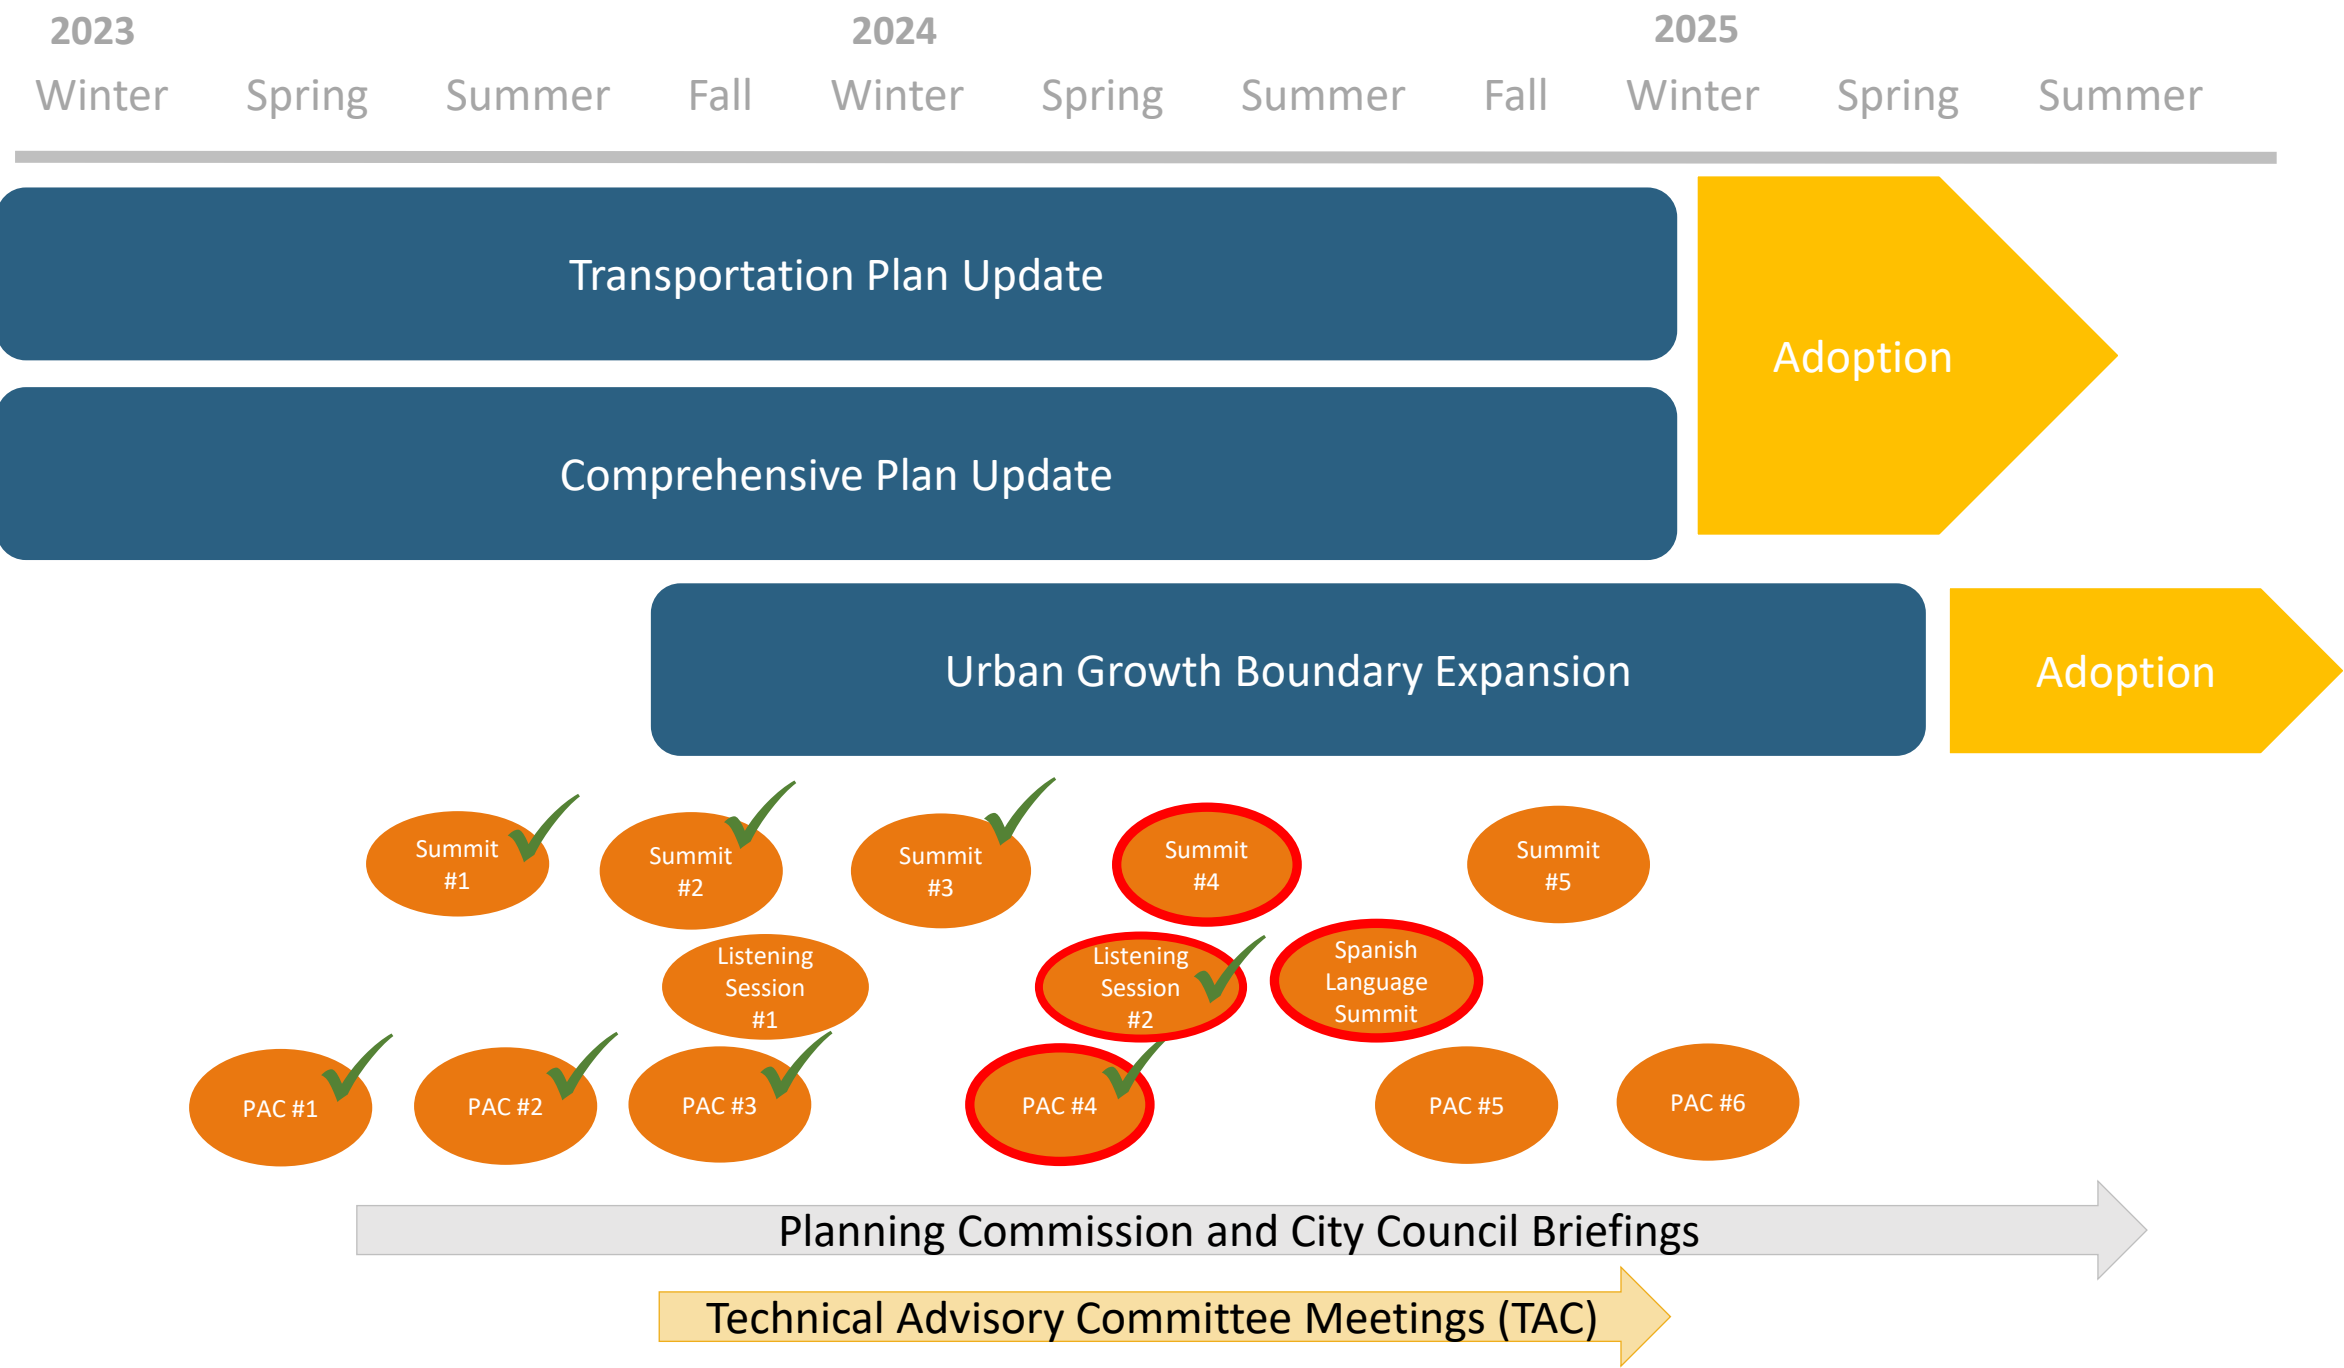 2023 2024 2025
Winter Spring Summer Fall Winter Spring Summer Fall Winter Spring Summer
Transportation Plan Update
Adoption
Comprehensive Plan Update
Urban Growth Boundary Expansion
Adoption
Summit
#1
Summit
#2
Summit
#3
Summit
#4
Summit
#5
Listening
Session
#1
Listening
Session
#2
Spanish
Language
Summit
PAC #1
PAC #2
PAC #3
PAC #4
PAC #5
PAC #6
Planning Commission and City Council Briefings
Technical Advisory Committee Meetings (TAC)